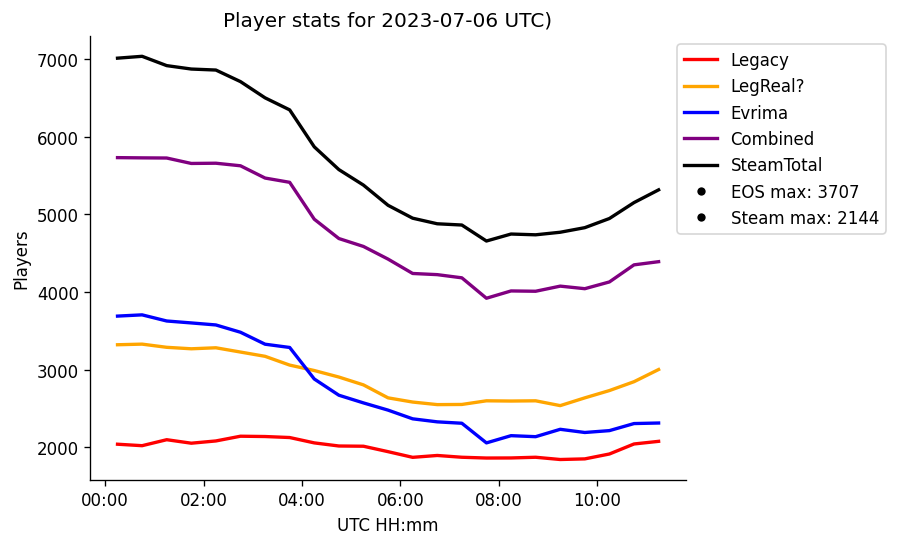 Player stats for 2023-07-06 UTC)
Legacy
LegReal?
Evrima
Combined
SteamTotal
EOS max: 3707
Steam max: 2144
Players
7000
6000
5000
4000
3000
2000
00:00 02:00 04:00 06:00 08:00 10:00
UTC HH:mm